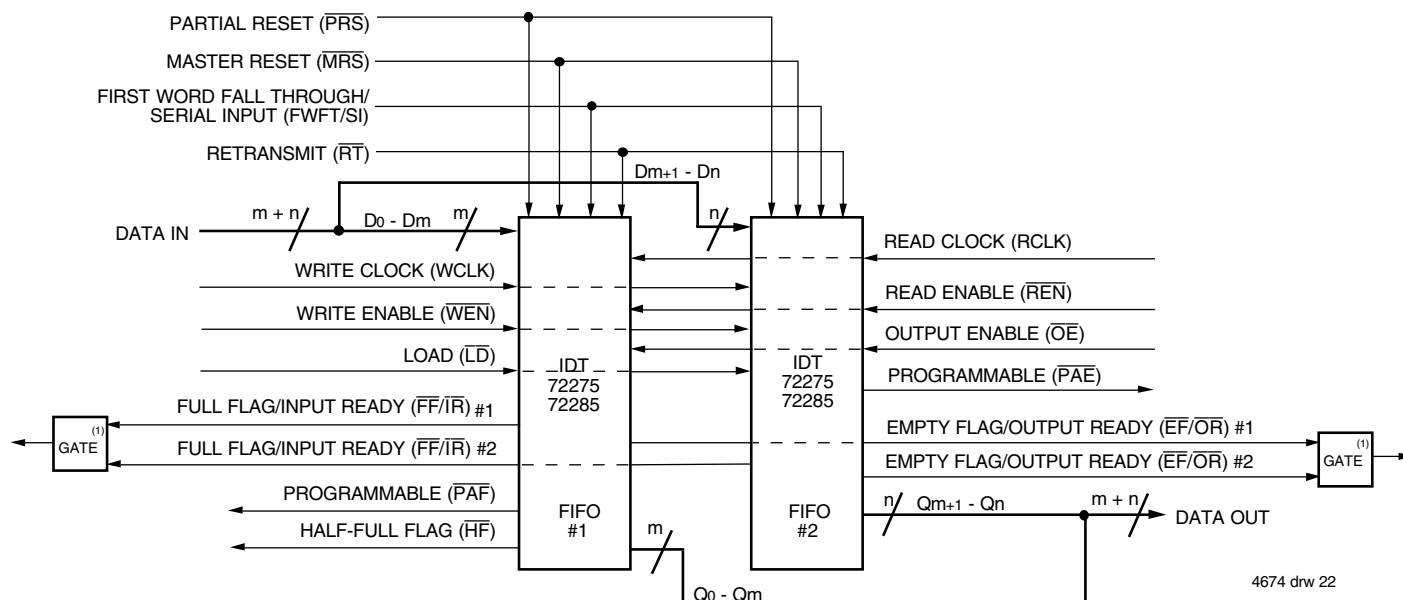 PARTIAL RESET (PRS)
MASTER RESET (MRS)
FIRST WORD FALL THROUGH/
SERIAL INPUT (FWFT/SI)
RETRANSMIT (RT)
Dm+1 - Dn
m + n
D0 - Dm
m
n
DATA IN
READ CLOCK (RCLK)
WRITE CLOCK (WCLK)
READ ENABLE (REN)
WRITE ENABLE (WEN)
OUTPUT ENABLE (OE)
LOAD (LD)
IDT
72275
72285
IDT
72275
72285
PROGRAMMABLE (PAE)
FULL FLAG/INPUT READY (FF/IR) #1
EMPTY FLAG/OUTPUT READY (EF/OR) #1
(1)
GATE
FULL FLAG/INPUT READY (FF/IR) #2
EMPTY FLAG/OUTPUT READY (EF/OR) #2
(1)
GATE
PROGRAMMABLE (PAF)
n
Qm+1 - Qn
m + n
DATA OUT
FIFO
#1
FIFO
#2
HALF-FULL FLAG (HF)
m
Q0 - Qm
4674 drw 22